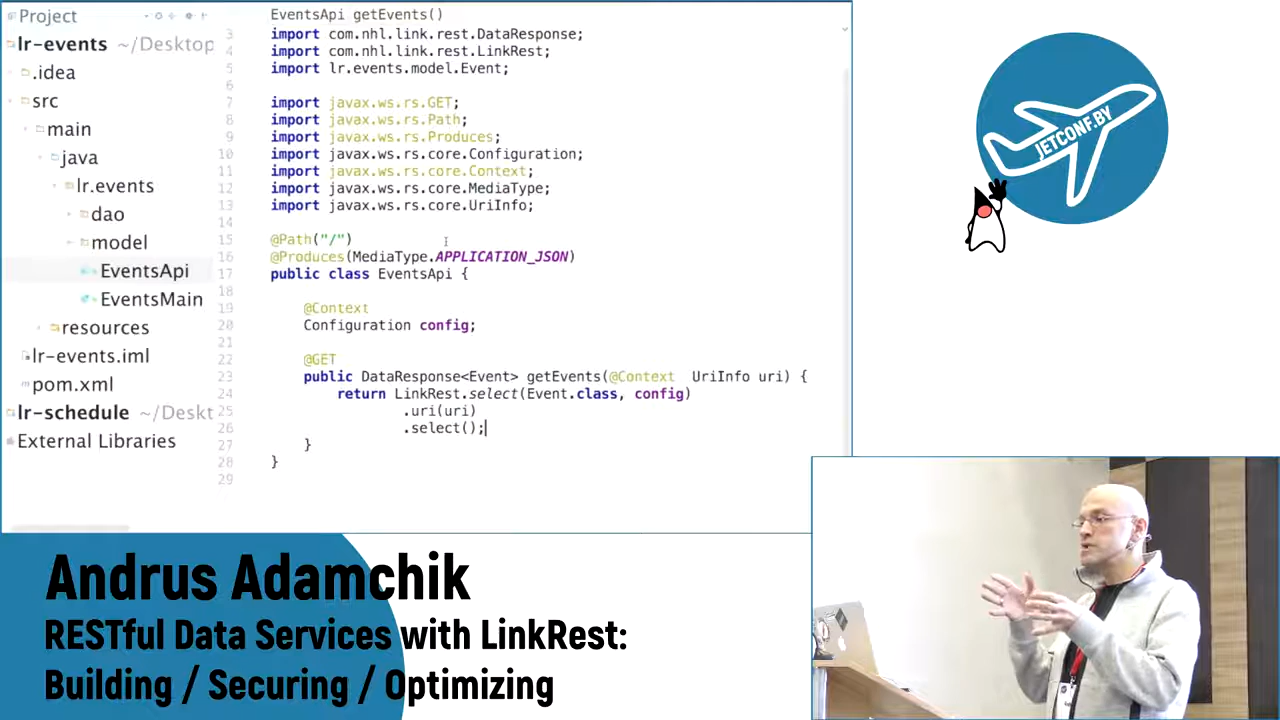 Project
lr-events ~/Desktop
.idea
src
main
java
lr.events
dao
model
EventsApi
EventsMain
resources
lr-events.iml
pom.xml
lr-schedule ~/Deskt
External Libraries
EventsApi getEvents()
3 import com.nhl.link.rest.DataResponse;
4 import com.nhl.link.rest.LinkRest;
5 import lr.events.model.Event;
6
7 import javax.ws.rs.GET;
8 import javax.ws.rs.Path;
9 import javax.ws.rs.Produces;
10 import javax.ws.rs.core.Configuration;
11 import javax.ws.rs.core.Context;
12 import javax.ws.rs.core.MediaType;
13 import javax.ws.rs.core.UriInfo;
14
15 @Path("/")
16 @Produces(MediaType.APPLICATION_JSON)
17 public class EventsApi {
18
19 @Context
20 Configuration config;
21
22 @GET
23 public DataResponse<Event> getEvents(@Context UriInfo uri) {
24 return LinkRest.select(Event.class, config)
25 .uri(uri)
26 .select();
27 }
28 }
29
JETCONF.BY
Andrus Adamchik
RESTful Data Services with LinkRest:
Building / Securing / Optimizing